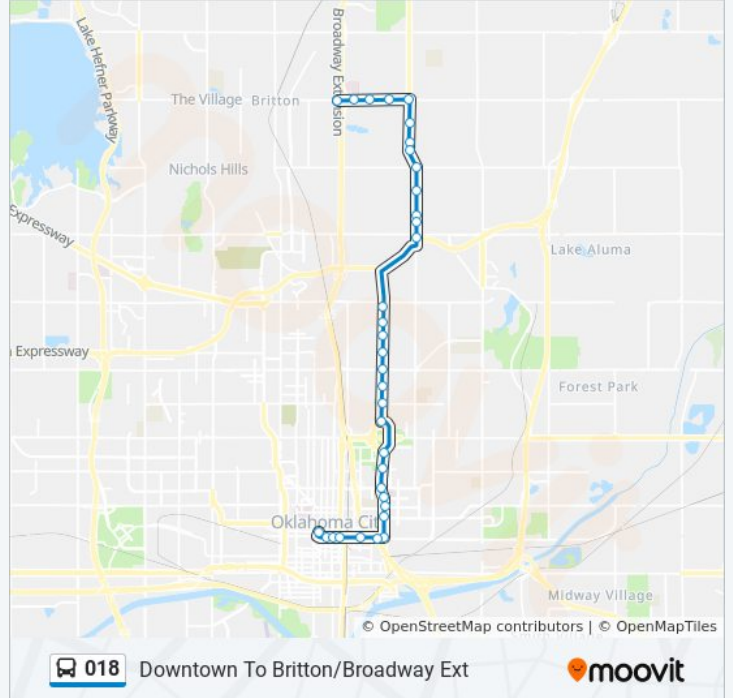 Lake Hefner Parkway
Broadway Extension
The Village
Britton
Nichols Hills
Expressway
Lake Aluma
Expressway
Forest Park
Oklahoma Cit
Midway Village
© OpenStreetMap contributors | © OpenMapTiles
018 Downtown To Britton/Broadway Ext
moovit